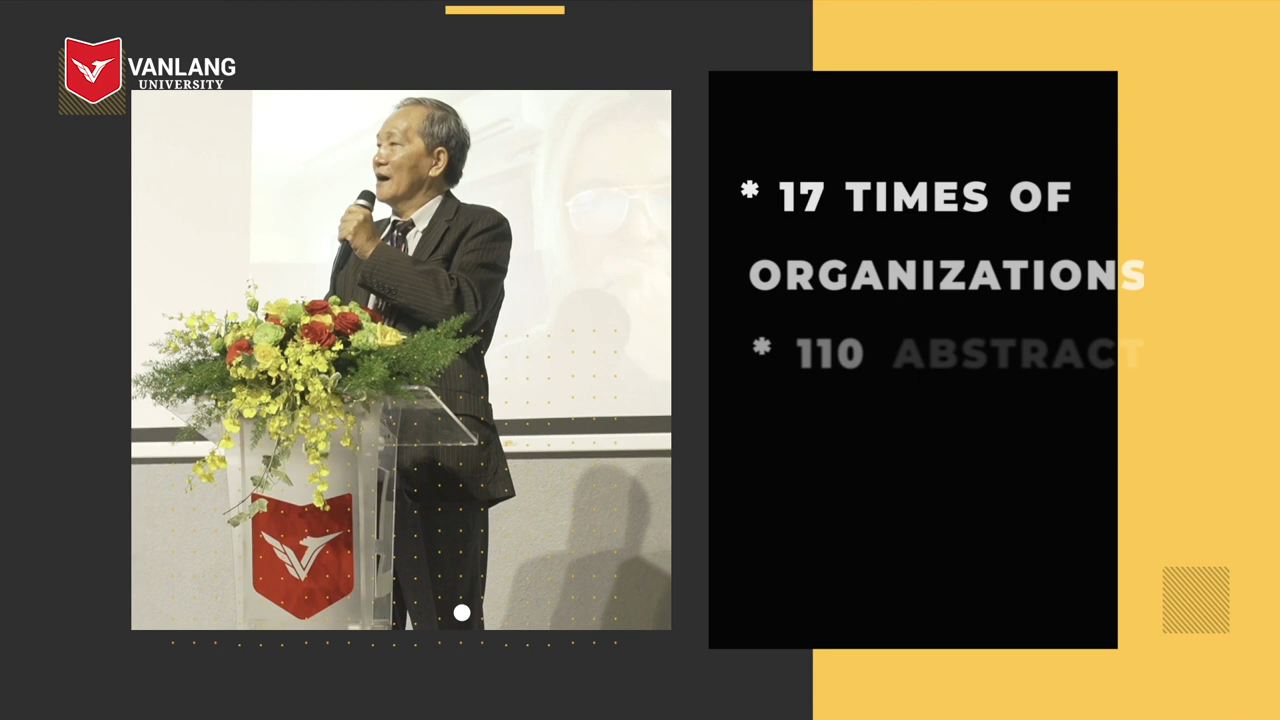 VANLANG
UNIVERSITY
* 17 TIMES OF
ORGANIZATIONS
* 110 ABSTRACT